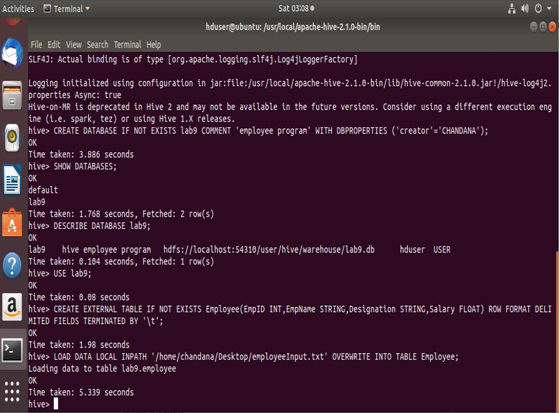 Activities Terminal Sat 03:08
hduser@ubuntu: /usr/local/apache-hive-2.1.0-bin/bin
File Edit View Search Terminal Help
SLF4J: Actual binding is of type [org.apache.logging.slf4j.Log4jLoggerFactory]
Logging initialized using configuration in jar:file:/usr/local/apache-hive-2.1.0-bin/lib/hive-common-2.1.0.jar!/hive-log4j2.
properties Async: true
Hive-on-MR is deprecated in Hive 2 and may not be available in the future versions. Consider using a different execution eng
ine (i.e. spark, tez) or using Hive 1.X releases.
hive> CREATE DATABASE IF NOT EXISTS lab9 COMMENT 'employee program' WITH DBPROPERTIES ('creator'='CHANDANA');
OK
Time taken: 3.886 seconds
hive> SHOW DATABASES;
OK
default
lab9
Time taken: 1.768 seconds, Fetched: 2 row(s)
hive> DESCRIBE DATABASE lab9;
OK
lab9 hive employee program hdfs://localhost:54310/user/hive/warehouse/lab9.db hduser USER
Time taken: 0.104 seconds, Fetched: 1 row(s)
hive> USE lab9;
OK
Time taken: 0.08 seconds
hive> CREATE EXTERNAL TABLE IF NOT EXISTS Employee(EmpID INT,EmpName STRING,Designation STRING,Salary FLOAT) ROW FORMAT DELI
MITED FIELDS TERMINATED BY '\t';
OK
Time taken: 1.98 seconds
hive> LOAD DATA LOCAL INPATH '/home/chandana/Desktop/employeeInput.txt' OVERWRITE INTO TABLE Employee;
Loading data to table lab9.employee
OK
Time taken: 5.339 seconds
hive>